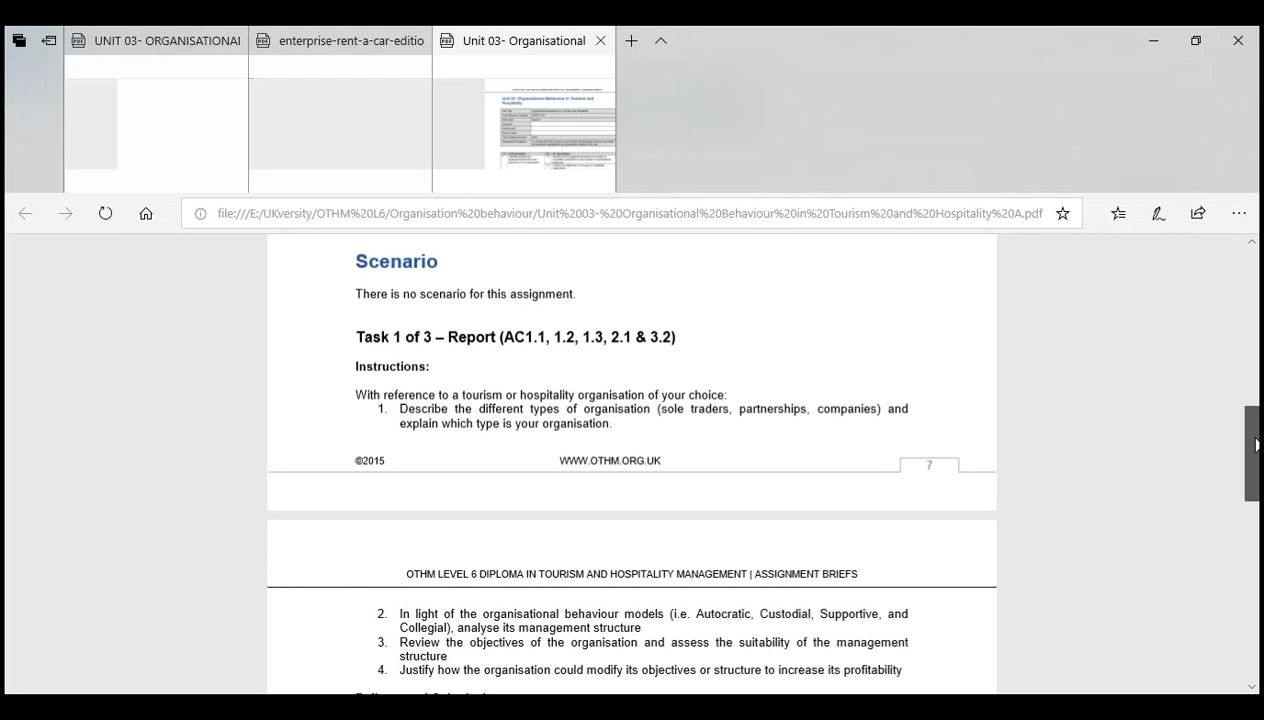 UNIT 03- ORGANISATIONAL
enterprise-rent-a-car-editio
Unit 03- Organisational
file:///E:/UKversity/OTHM%20L6/Organisation%20behaviour/Unit%2003-%20Organisational%20Behaviour%20in%20Tourism%20and%20Hospitality%20A.pdf
Scenario
There is no scenario for this assignment.
Task 1 of 3 – Report (AC1.1, 1.2, 1.3, 2.1 & 3.2)
Instructions:
With reference to a tourism or hospitality organisation of your choice:
1. Describe the different types of organisation (sole traders, partnerships, companies) and
explain which type is your organisation.
©2015 WWW.OTHM.ORG.UK 7
OTHM LEVEL 6 DIPLOMA IN TOURISM AND HOSPITALITY MANAGEMENT | ASSIGNMENT BRIEFS
2. In light of the organisational behaviour models (i.e. Autocratic, Custodial, Supportive, and
Collegial), analyse its management structure
3. Review the objectives of the organisation and assess the suitability of the management
structure
4. Justify how the organisation could modify its objectives or structure to increase its profitability